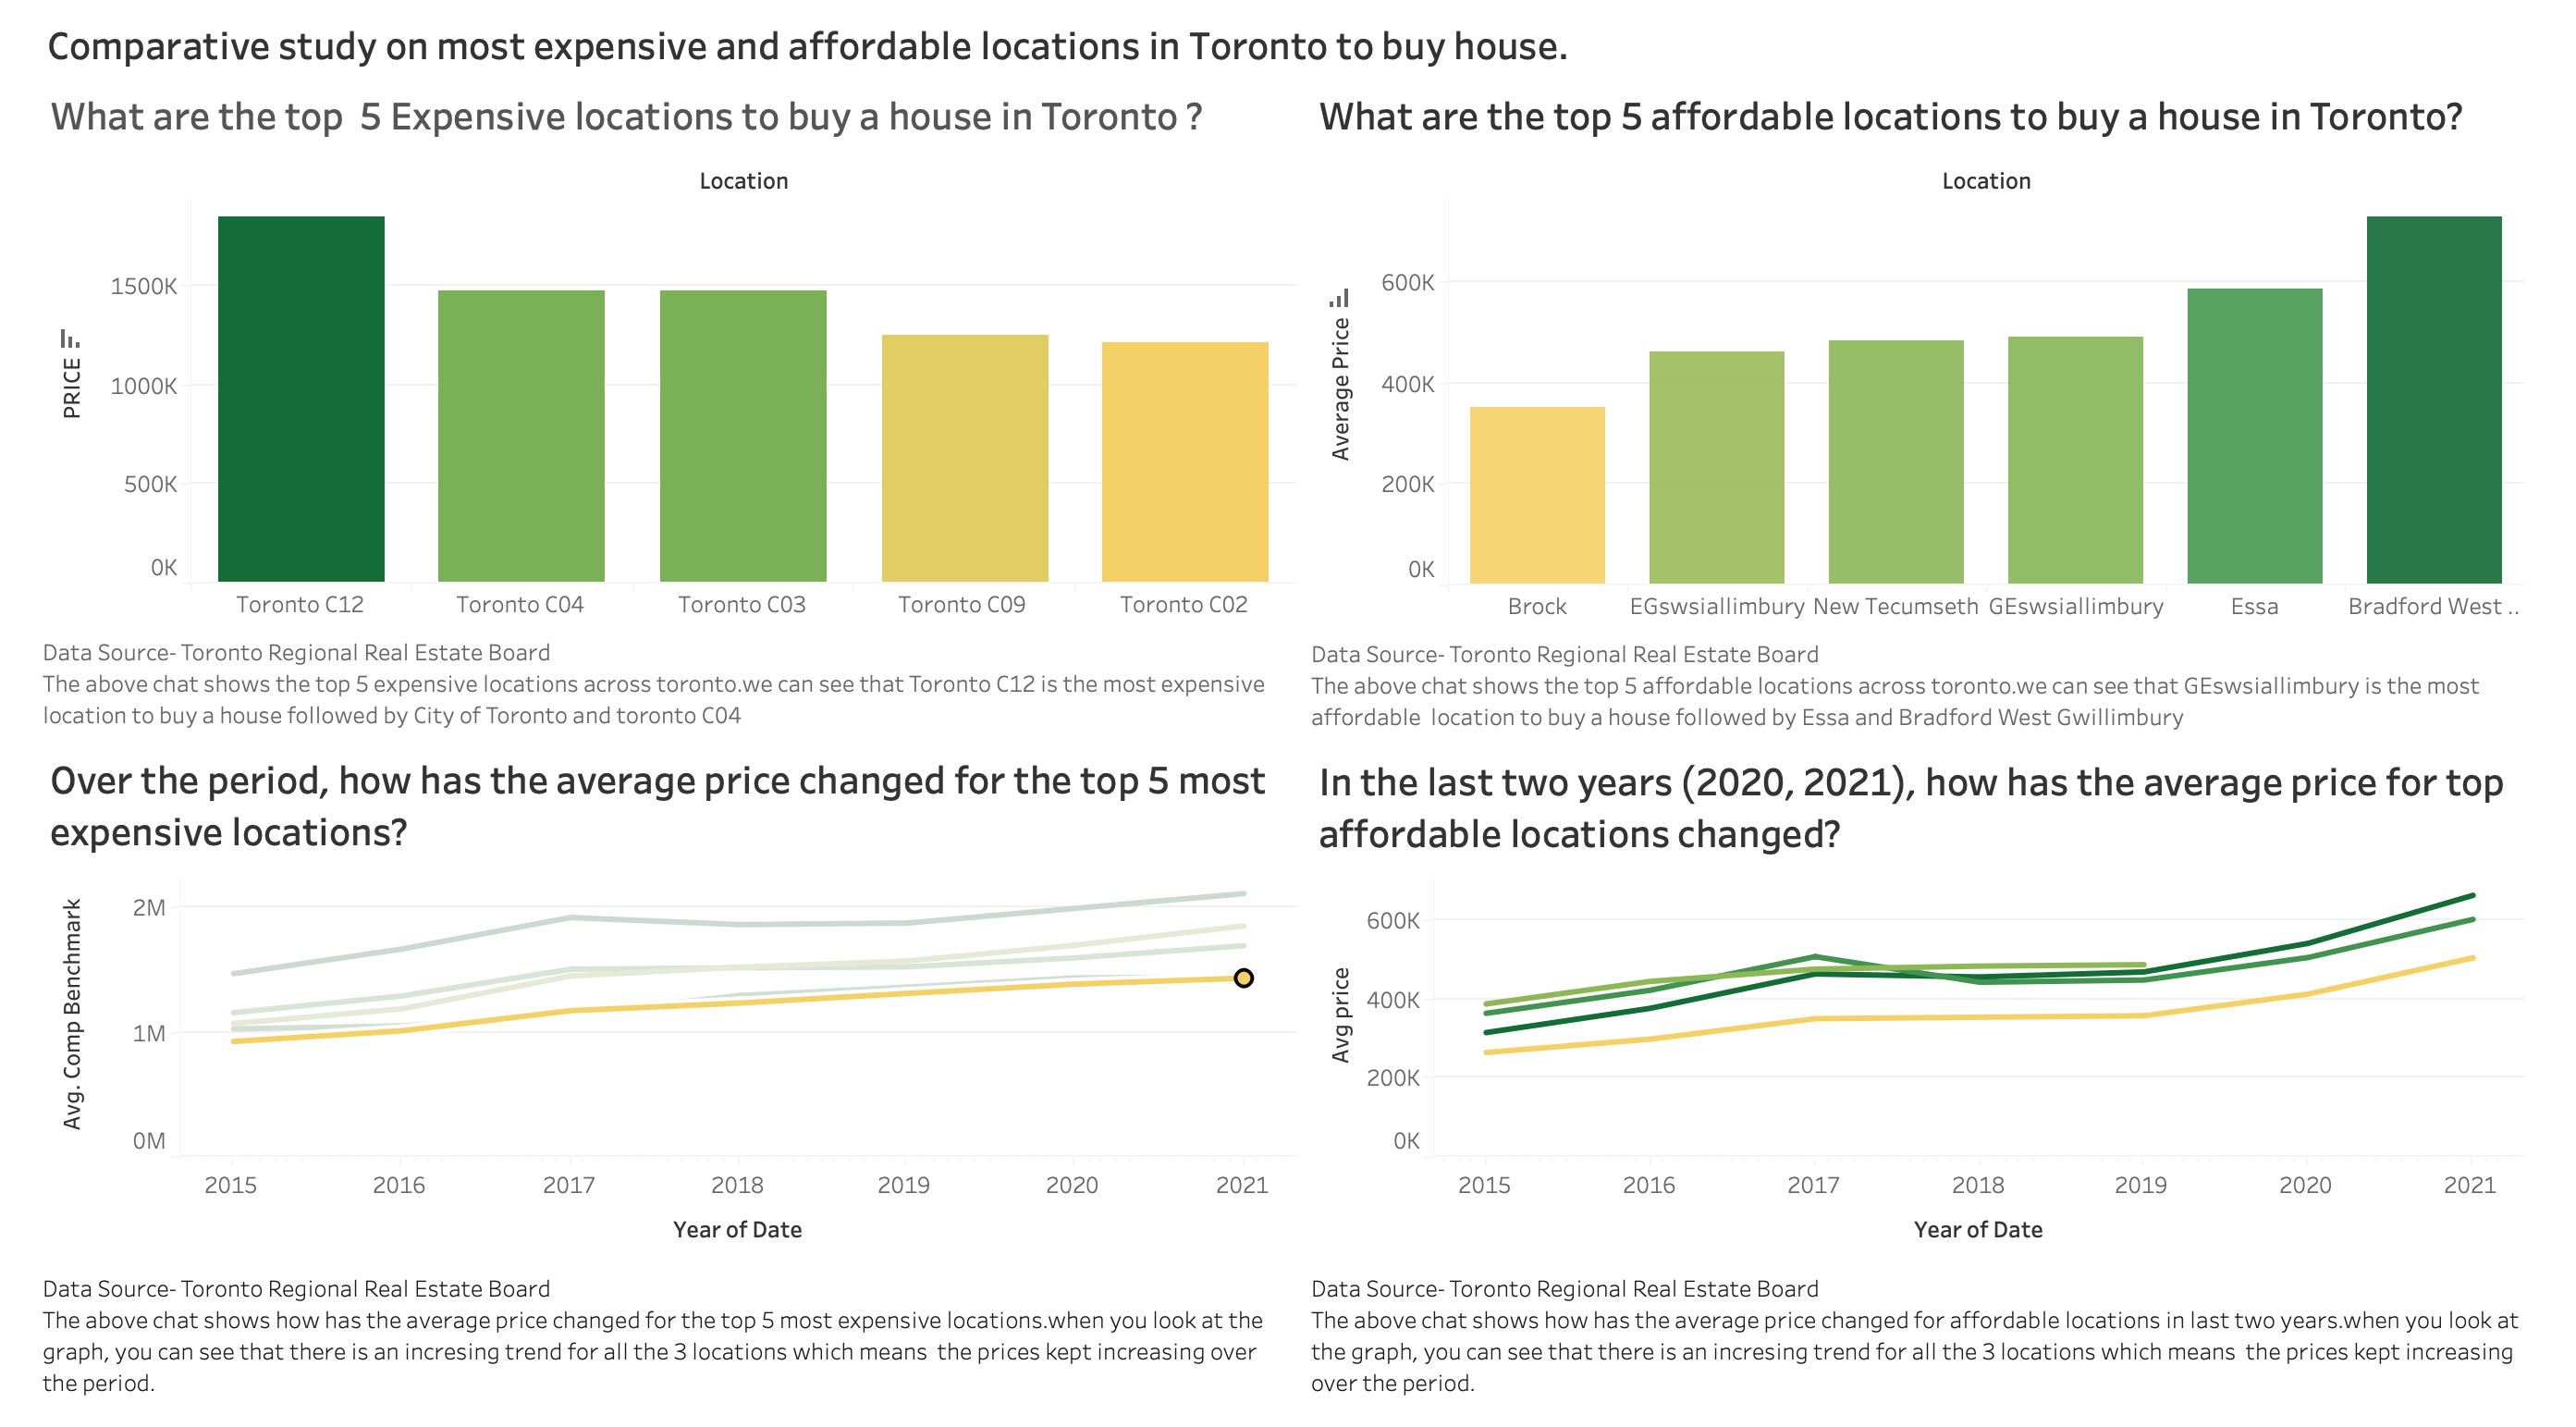 Comparative study on most expensive and affordable locations in Toronto to buy house.
What are the top  5 Expensive locations to buy a house in Toronto ?
Location
PRICE
1500K
1000K
500K
0K
Toronto C12
Toronto C04
Toronto C03
Toronto C09
Toronto C02
Data Source- Toronto Regional Real Estate Board
The above chat shows the top 5 expensive locations across toronto.we can see that Toronto C12 is the most expensive
location to buy a house followed by City of Toronto and toronto C04
What are the top 5 affordable locations to buy a house in Toronto?
Location
Average Price
600K
400K
200K
0K
Brock
EGswsiallimbury
New Tecumseth
GEswsiallimbury
Essa
Bradford West ..
Data Source- Toronto Regional Real Estate Board
The above chat shows the top 5 affordable locations across toronto.we can see that GEswsiallimbury is the most
affordable  location to buy a house followed by Essa and Bradford West Gwillimbury
Over the period, how has the average price changed for the top 5 most
expensive locations?
Avg. Comp Benchmark
2M
1M
0M
2015
2016
2017
2018
2019
2020
2021
Year of Date
Data Source- Toronto Regional Real Estate Board
The above chat shows how has the average price changed for the top 5 most expensive locations.when you look at the
graph, you can see that there is an incresing trend for all the 3 locations which means  the prices kept increasing over
the period.
In the last two years (2020, 2021), how has the average price for top
affordable locations changed?
Avg price
600K
400K
200K
0K
2015
2016
2017
2018
2019
2020
2021
Year of Date
Data Source- Toronto Regional Real Estate Board
The above chat shows how has the average price changed for affordable locations in last two years.when you look at
the graph, you can see that there is an incresing trend for all the 3 locations which means  the prices kept increasing
over the period.